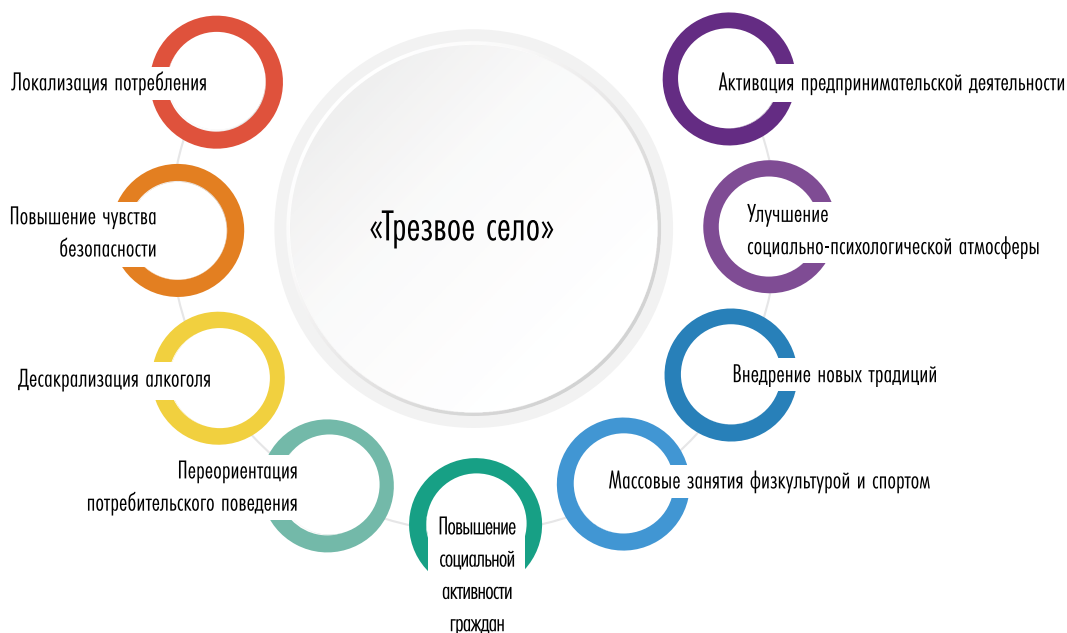 Локализация потребления
Повышение чувства
безопасности
Десакрализация алкоголя
Переориентация
потребительского поведения
Повышение
социальной
активности
граждан
Массовые занятия физкультурой и спортом
Внедрение новых традиций
Улучшение
социально-психологической атмосферы
Активация предпринимательской деятельности
«Трезвое село»